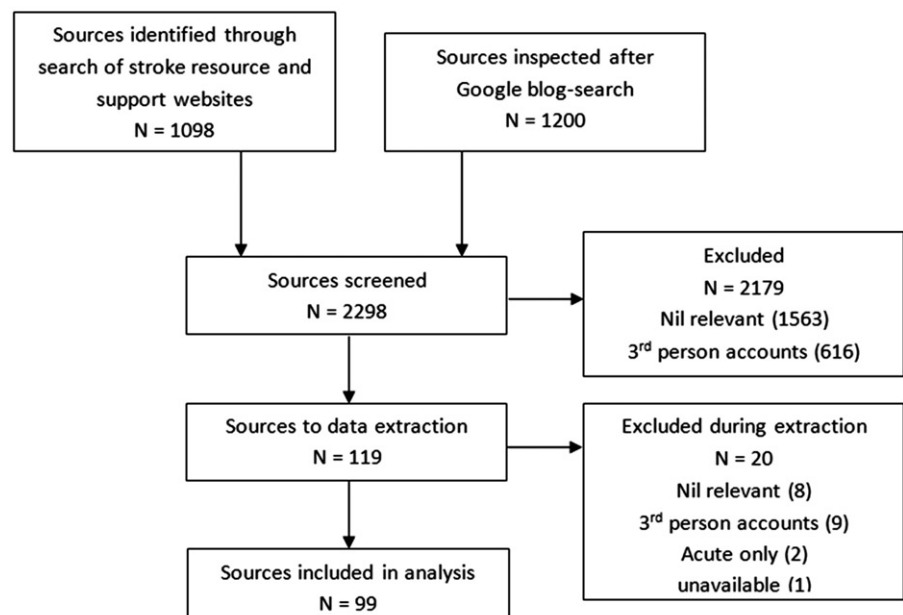 Sources identified through
search of stroke resource and
support websites
N = 1098
Sources inspected after
Google blog-search
N = 1200
Sources screened
N = 2298
Excluded
N = 2179
Nil relevant (1563)
3rd person accounts (616)
Sources to data extraction
N = 119
Excluded during extraction
N = 20
Nil relevant (8)
3rd person accounts (9)
Acute only (2)
unavailable (1)
Sources included in analysis
N = 99